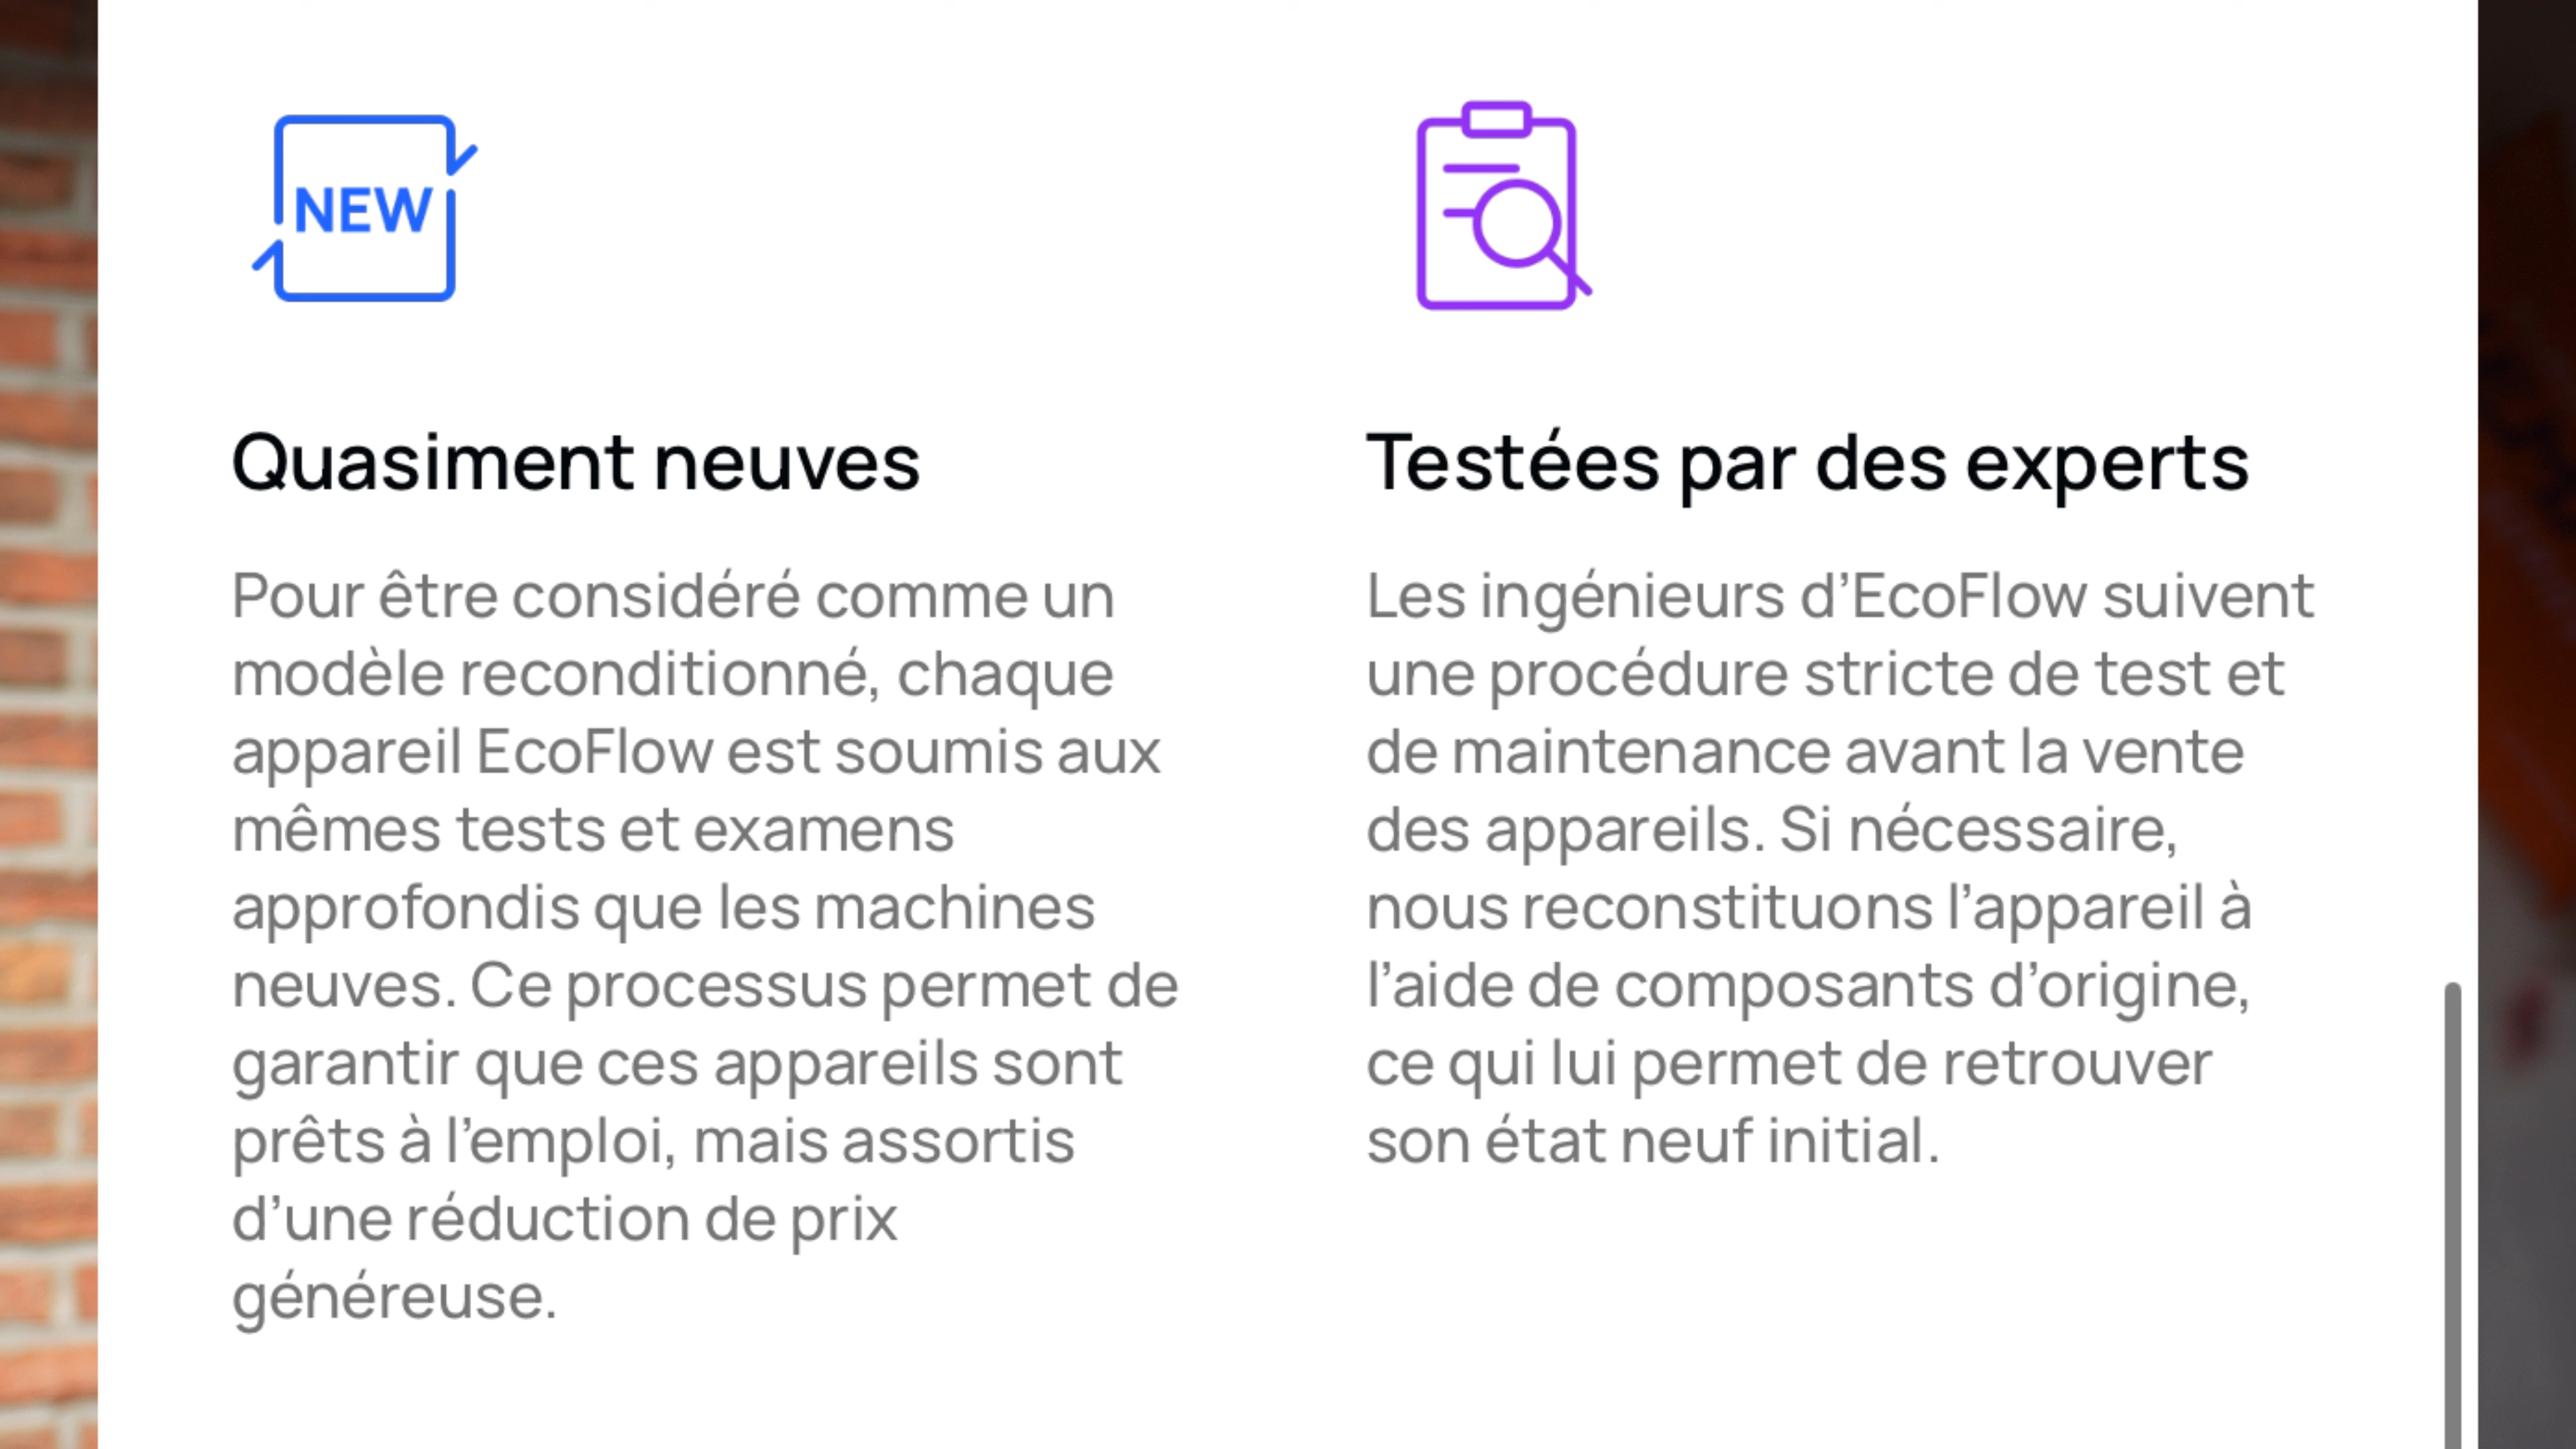 NEW
Quasiment neuves
Pour être considéré comme un
modèle reconditionné, chaque
appareil EcoFlow est soumis aux
mêmes tests et examens
approfondis que les machines
neuves. Ce processus permet de
garantir que ces appareils sont
prêts à l’emploi, mais assortis
d’une réduction de prix
généreuse.
Testées par des experts
Les ingénieurs d’EcoFlow suivent
une procédure stricte de test et
de maintenance avant la vente
des appareils. Si nécessaire,
nous reconstituons l’appareil à
l’aide de composants d’origine,
ce qui lui permet de retrouver
son état neuf initial.